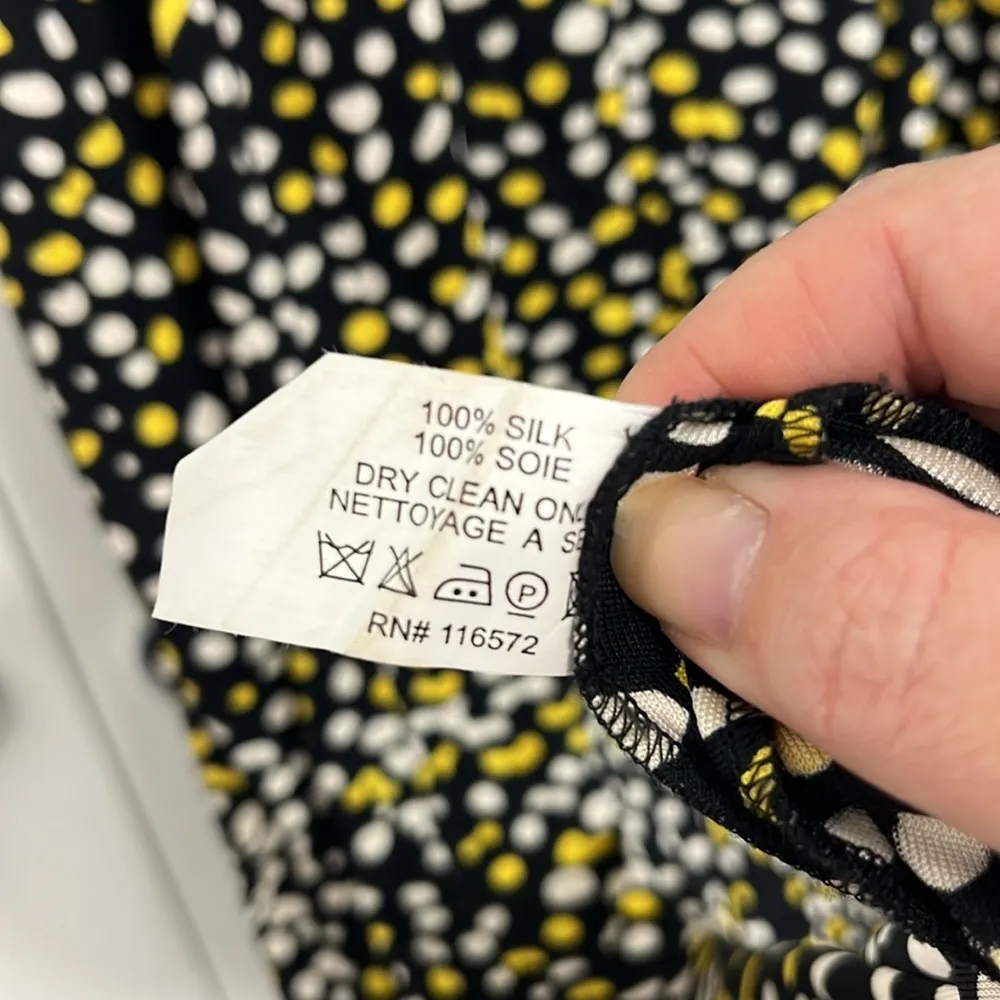 100% SILK
100% SOIE
DRY CLEAN
NETTOYAGE A
P
RN# 116572